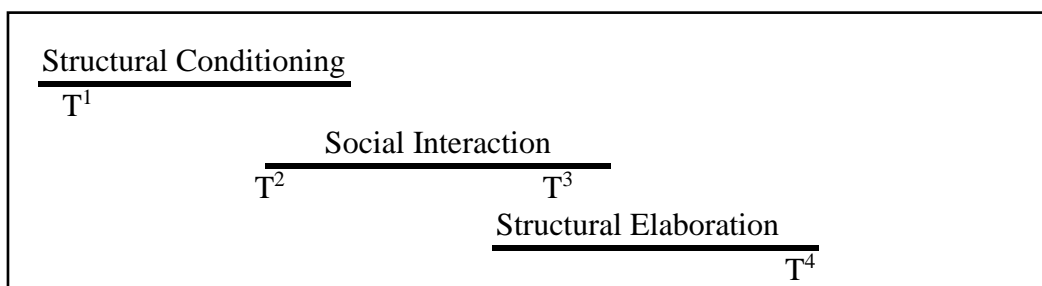 Structural Conditioning
T¹
Social Interaction
T² T³
Structural Elaboration
T⁴